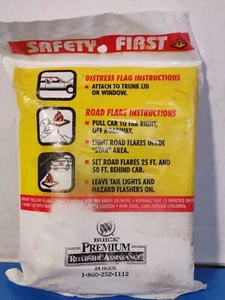 SAFETY FIRST
DISTRESS FLAG INSTRUCTIONS
• ATTACH TO TRUNK LID
OR WINDOW.
ROAD FLARE INSTRUCTIONS
• PULL CAR TO FAR RIGHT,
OFF ROADWAY.
• LIGHT ROAD FLARES INSIDE
"STAR" AREA.
• SET ROAD FLARES 25 FT. AND
50 FT. BEHIND CAR.
• LEAVE TAIL LIGHTS AND
HAZARD FLASHERS ON.
BUICK
PREMIUM
ROADSIDE ASSISTANCE
24 HOUR
1-800-252-1112